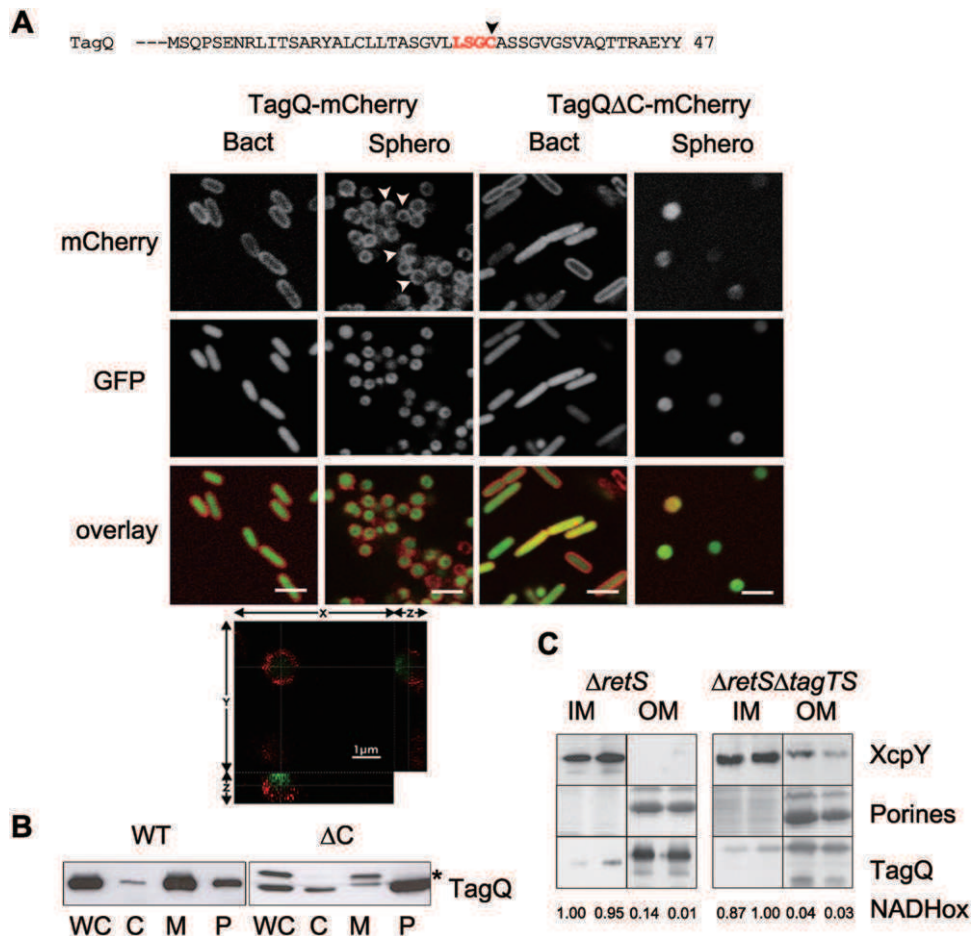 A
TagQ ---MSQPSENRLITSARYALCLLTASGVLLSGCASSGVGSVAQTTRAEYY 47
TagQ-mCherry TagQΔC-mCherry
Bact Sphero Bact Sphero
mCherry
GFP
overlay
X Z
Y
1µm
Z
B
WT ΔC
* TagQ
WC C M P WC C M P
C
ΔretS ΔretSΔtagTS
IM OM IM OM
XcpY
Porines
TagQ
1.00 0.95 0.14 0.01 0.87 1.00 0.04 0.03 NADHox